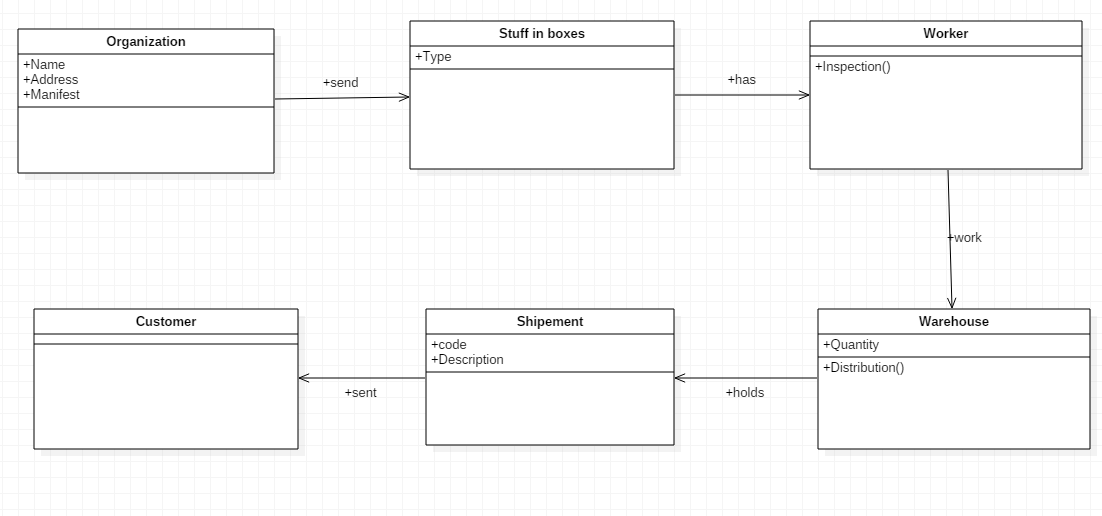 Organization
+Name
+Address
+Manifest
+send
Stuff in boxes
+Type
+has
Worker
+Inspection()
+work
Customer
+sent
Shipement
+code
+Description
+holds
Warehouse
+Quantity
+Distribution()